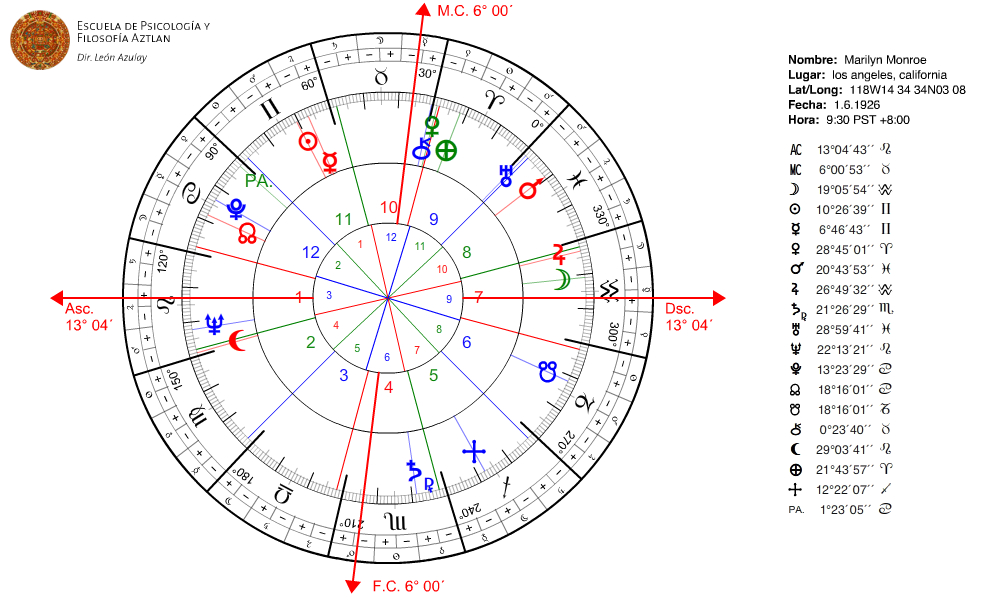 ESCUELA DE PSICOLOGÍA Y
FILOSOFÍA AZTLAN
Dir. León Azulay
M.C. 6° 00´
Nombre: Marilyn Monroe
Lugar: los angeles, california
Lat/Long: 118W14 34 34N03 08
Fecha: 1.6.1926
Hora: 9:30 PST +8:00
AC 13°04´43´´ ♌
MC 6°00´53´´ ♉
☽ 19°05´54´´ ♒
☉ 10°26´39´´ ♊
☿ 6°46´43´´ ♊
♀ 28°45´01´´ ♈
♂ 20°43´53´´ ♓
♃ 26°49´32´´ ♒
♄℞ 21°26´29´´ ♏
♅ 28°59´41´´ ♓
♆ 22°13´21´´ ♌
13°23´29´´ ♋
☊ 18°16´01´´ ♋
☋ 18°16´01´´ ♑
⚷ 0°23´40´´ ♉
⚸ 29°03´41´´ ♌
⊕ 21°43´57´´ ♈
12°22´07´´ ♐
PA. 1°23´05´´ ♋
30°
0°
330°
300°
270°
240°
210°
180°
150°
120°
90°
60°
PA.
Asc.
13° 04´
Dsc.
13° 04´
F.C. 6° 00´
1
2
3
4
5
6
7
8
9
10
11
12
1
2
3
4
5
6
7
8
9
10
11
12